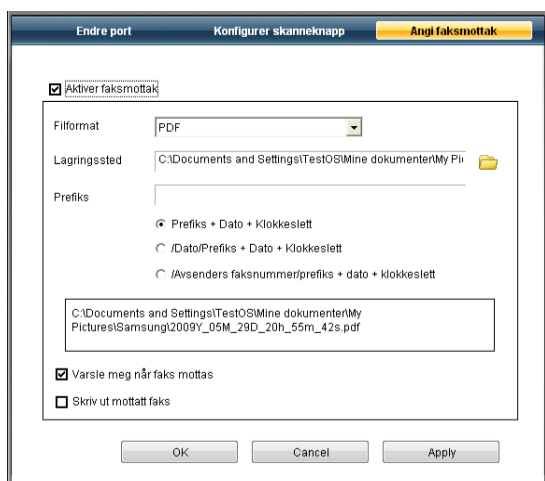 Endre port Konfigurer skanneknapp Angi faksmottak
Aktiver faksmottak
Filformat PDF
Lagringssted C:\Documents and Settings\TestOS\Mine dokumenter\My Pi
Prefiks
Prefiks + Dato + Klokkeslett
/Dato/Prefiks + Dato + Klokkeslett
/Avsenders faksnummer/prefiks + dato + klokkeslett
C:\Documents and Settings\TestOS\Mine dokumenter\My
Pictures\Samsung\2009Y_05M_29D_20h_55m_42s.pdf
Varsle meg når faks mottas
Skriv ut mottatt faks
OK Cancel Apply